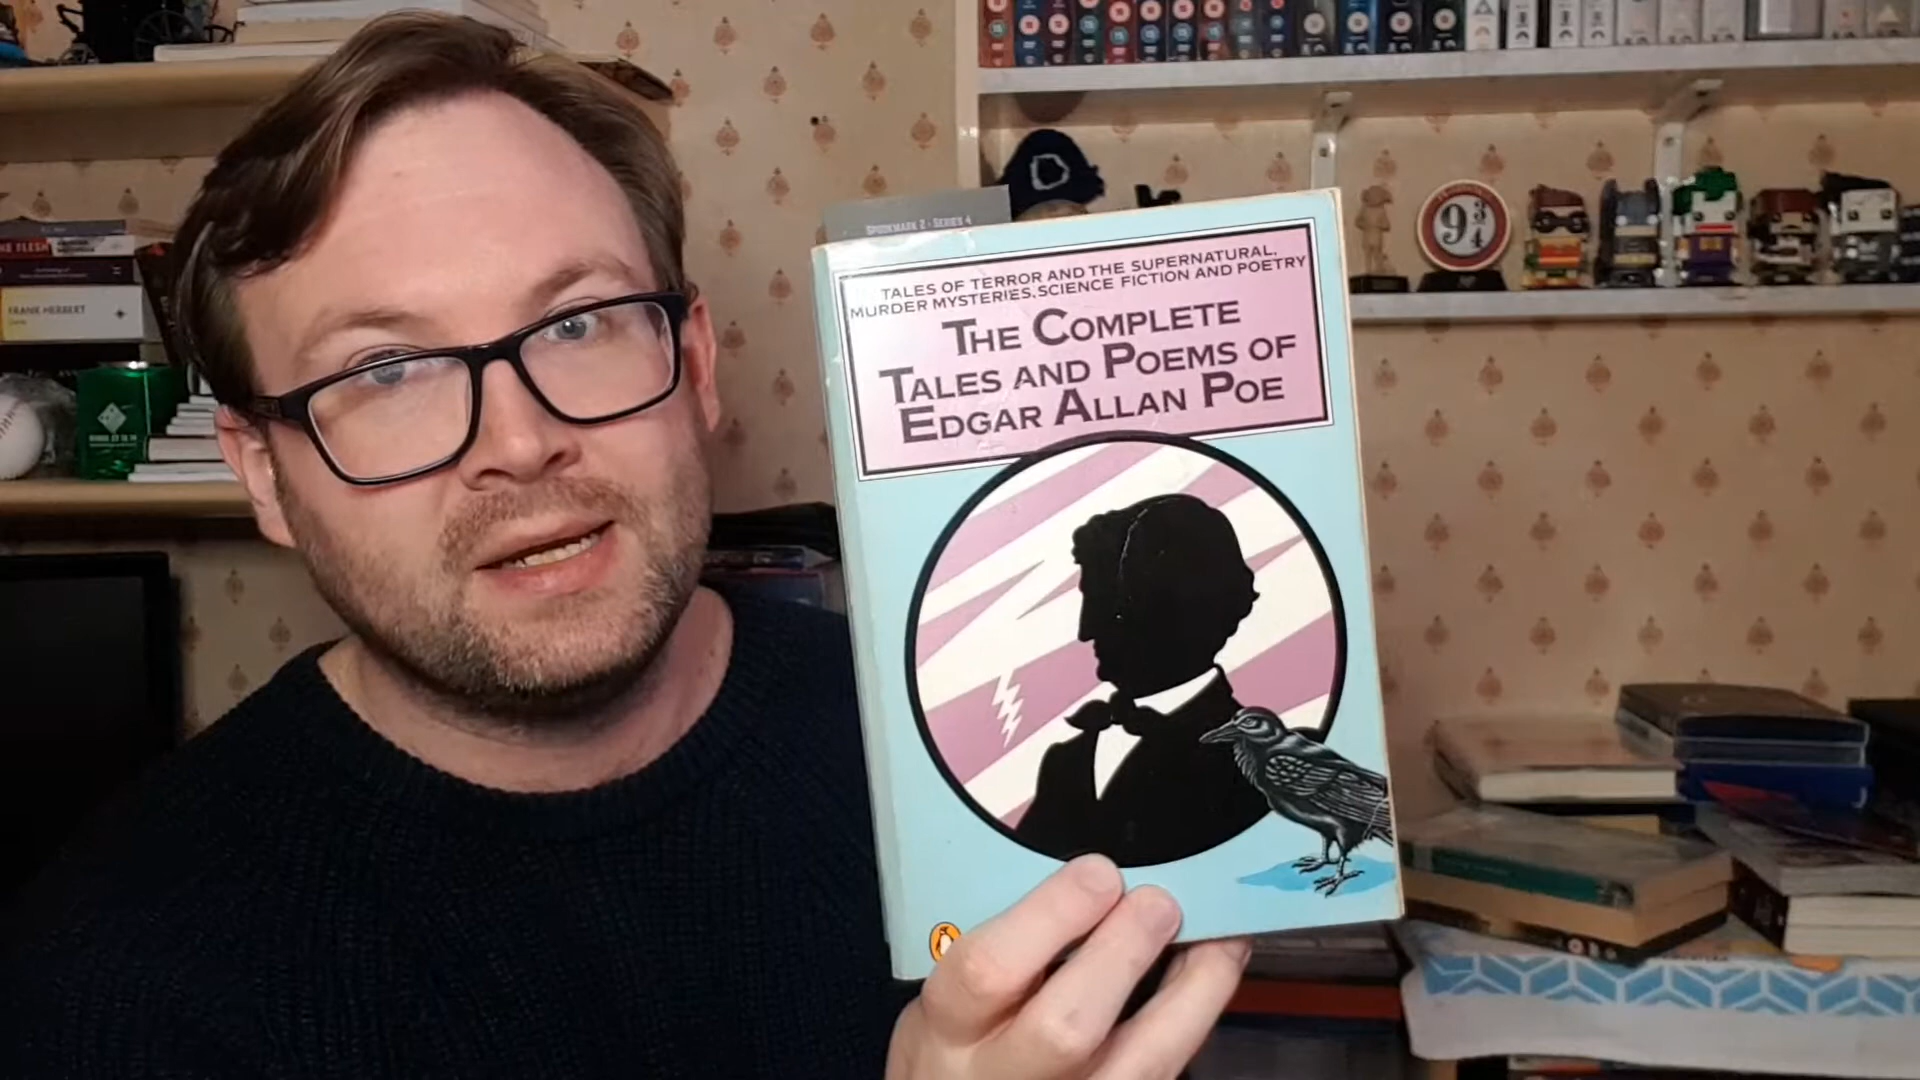 SPOOKMARK 2 - SERIES 4
TALES OF TERROR AND THE SUPERNATURAL,
MURDER MYSTERIES, SCIENCE FICTION AND POETRY
THE COMPLETE
TALES AND POEMS OF
EDGAR ALLAN POE
9¾
FRANK HERBERT
D